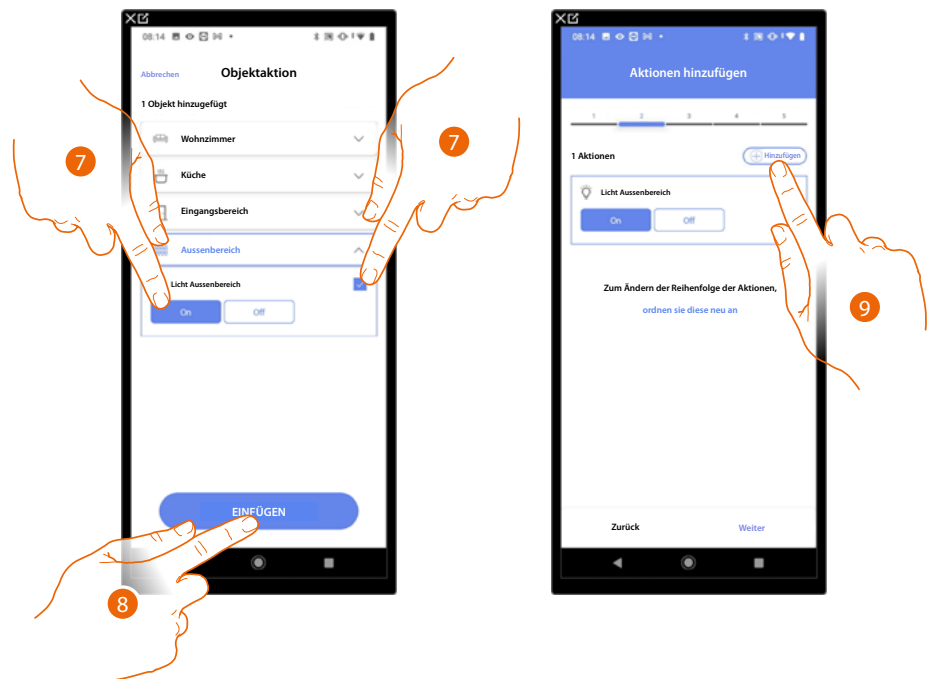 08:14
Abbrechen Objektaktion
1 Objekt hinzugefügt
Wohnzimmer
Küche
Eingangsbereich
Aussenbereich
Licht Aussenbereich
On Off
EINFÜGEN
7
7
8
08:14
Aktionen hinzufügen
1 2 3 4 5
1 Aktionen Hinzufügen
Licht Aussenbereich
On Off
Zum Ändern der Reihenfolge der Aktionen,
ordnen sie diese neu an
Zurück Weiter
9